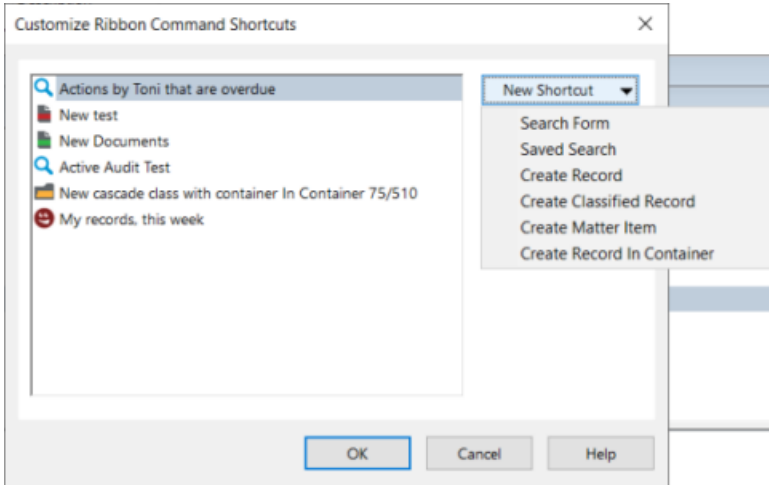 Customize Ribbon Command Shortcuts
Actions by Toni that are overdue
New test
New Documents
Active Audit Test
New cascade class with container In Container 75/510
My records, this week
New Shortcut
Search Form
Saved Search
Create Record
Create Classified Record
Create Matter Item
Create Record In Container
OK
Cancel
Help